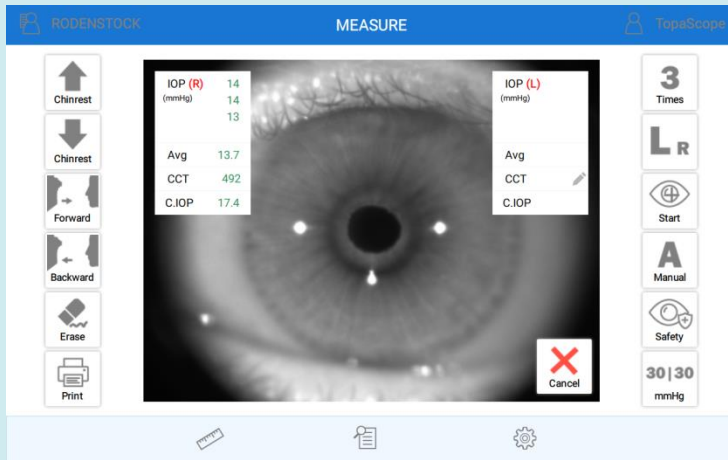 RODENSTOCK
MEASURE
TopaScope
Chinrest
Chinrest
Forward
Backward
Erase
Print
IOP (R) 14
(mmHg) 14
13
Avg 13.7
CCT 492
C.IOP 17.4
IOP (L)
(mmHg)
Avg
CCT
C.IOP
Cancel
3
Times
L R
Start
A
Manual
Safety
30|30
mmHg